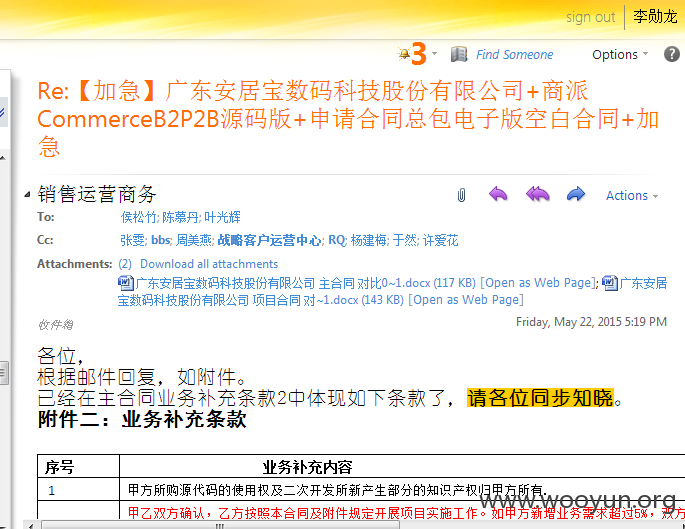 sign out 李勋龙
3 Find Someone Options
Re:【加急】广东安居宝数码科技股份有限公司+商派
CommerceB2P2B源码版+申请合同总包电子版空白合同+加
急
销售运营商务
Actions
To: 侯松竹; 陈慕丹; 叶光辉
Cc: 张雯; bbs; 周美燕; 战略客户运营中心; RQ; 杨建梅; 于然; 许爱花
Attachments: (2) Download all attachments
广东安居宝数码科技股份有限公司 主合同 对比0~1.docx (117 KB) [Open as Web Page]; 广东安居
宝数码科技股份有限公司 项目合同 对~1.docx (143 KB) [Open as Web Page]
收件箱 Friday, May 22, 2015 5:19 PM
各位,
根据邮件回复，如附件。
已经在主合同业务补充条款2中体现如下条款了，请各位同步知晓。
附件二：业务补充条款
序号 业务补充内容
1 甲方所购源代码的使用权及二次开发所新产生部分的知识产权归甲方所有.
www.wooyun.org
甲乙双方确认，乙方按照本合同及附件规定开展项目实施工作。如甲方新增业务需求超过5%，双方